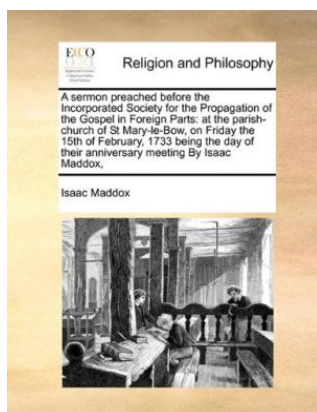 ECCO
Religion and Philosophy
A sermon preached before the
Incorporated Society for the Propagation of
the Gospel in Foreign Parts: at the parish-
church of St Mary-le-Bow, on Friday the
15th of February, 1733 being the day of
their anniversary meeting By Isaac
Maddox,
Isaac Maddox